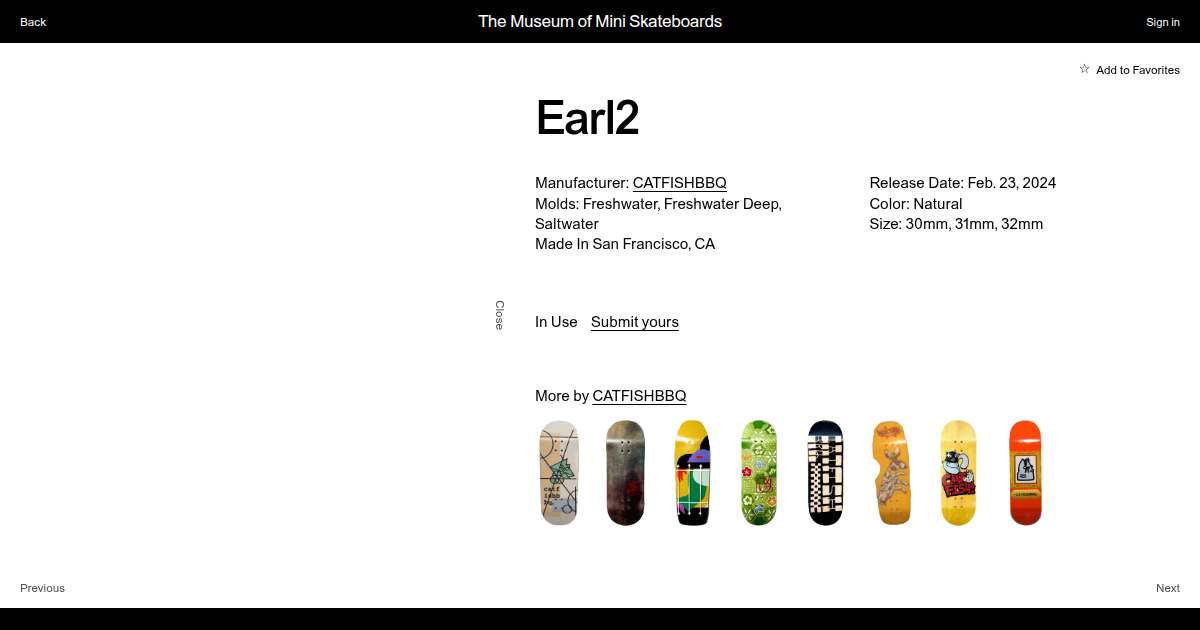 Back
The Museum of Mini Skateboards
Sign in
☆ Add to Favorites
Earl2
Manufacturer: CATFISHBBQ
Molds: Freshwater, Freshwater Deep,
Saltwater
Made In San Francisco, CA
Release Date: Feb. 23, 2024
Color: Natural
Size: 30mm, 31mm, 32mm
Close
In Use Submit yours
More by CATFISHBBQ
Previous
Next